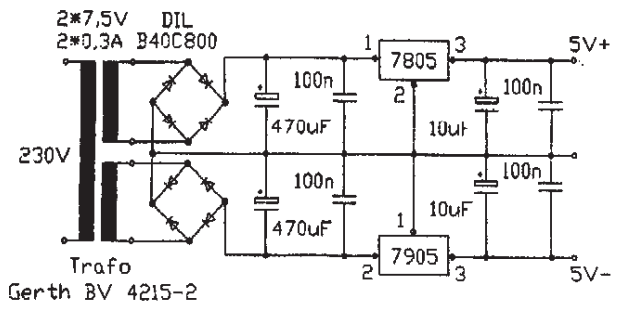 2*7,5V DIL
2*0,3A B40C800
1 7805 3 5V+
100n 2 100n
470uF 10uF
230V
100n 100n
470uF 1 10uF
2 7905 3 5V-
Trafo
Gerth BV 4215-2